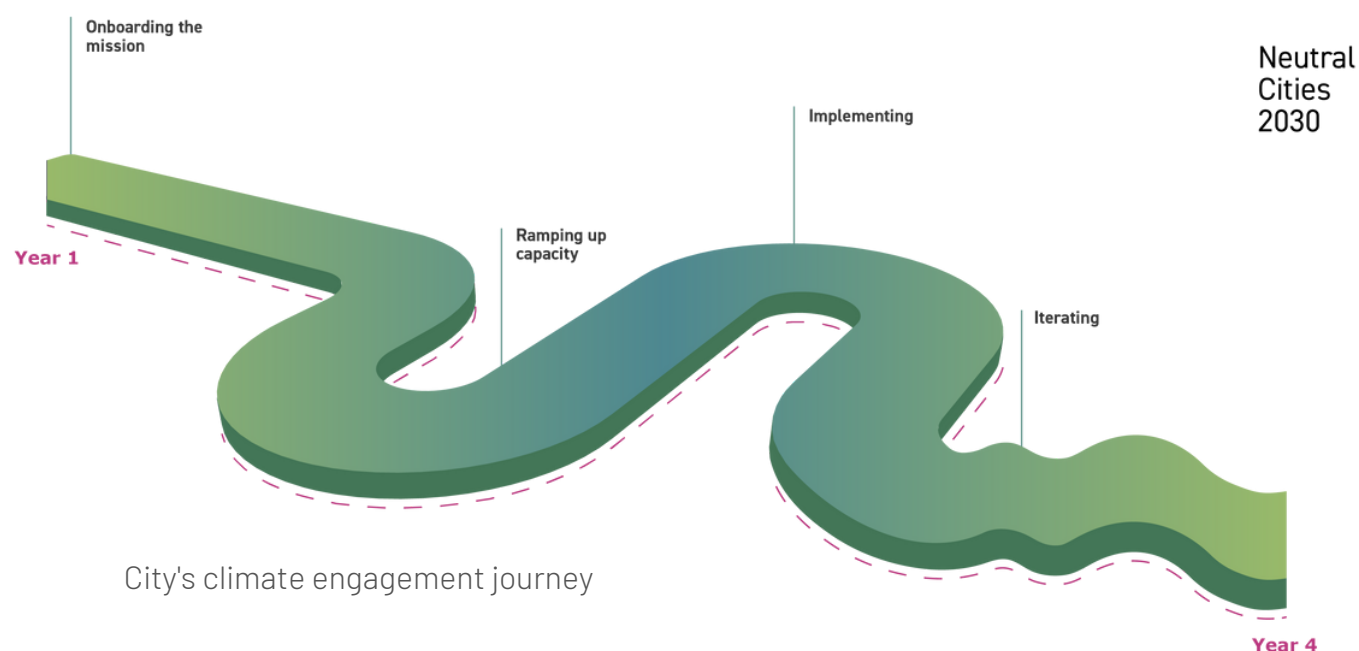 Onboarding the
mission
Neutral
Cities
2030
Implementing
Ramping up
capacity
Year 1
Iterating
City's climate engagement journey
Year 4